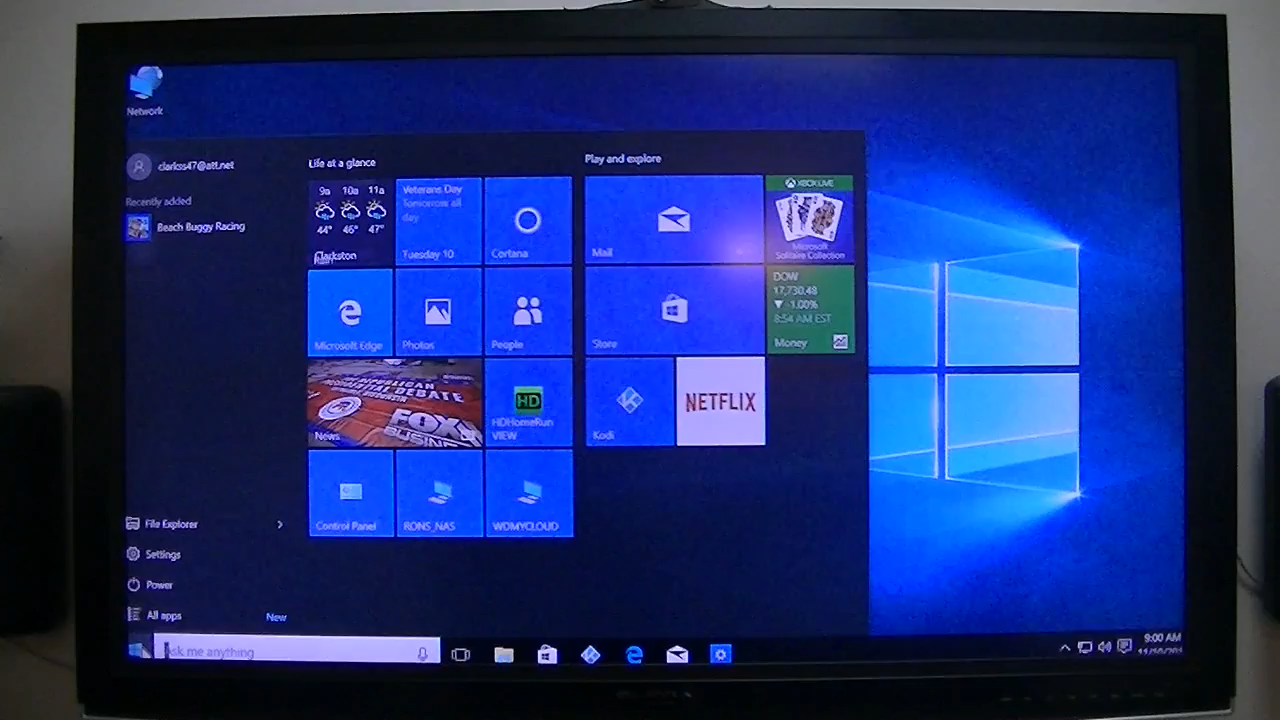 Network
clarkss47@att.net
Recently added
Beach Buggy Racing
File Explorer
Settings
Power
All apps
New
Life at a glance
9a 10a 11a
44° 46° 47°
Clarkston
Veterans Day
Tomorrow all
day
Tuesday 10
Cortana
Microsoft Edge
Photos
People
REPUBLICAN
PRESIDENTIAL DEBATE
FOX
BUSINESS
News
HD
HDHomeRun
VIEW
Control Panel
RDNS_NAS
WDMYCLOUD
Play and explore
Mail
XBOX LIVE
Microsoft
Solitaire Collection
Store
DOW
17,730.48
▼ -1.00%
8:54 AM EST
Money
Kodi
NETFLIX
Ask me anything
9:00 AM